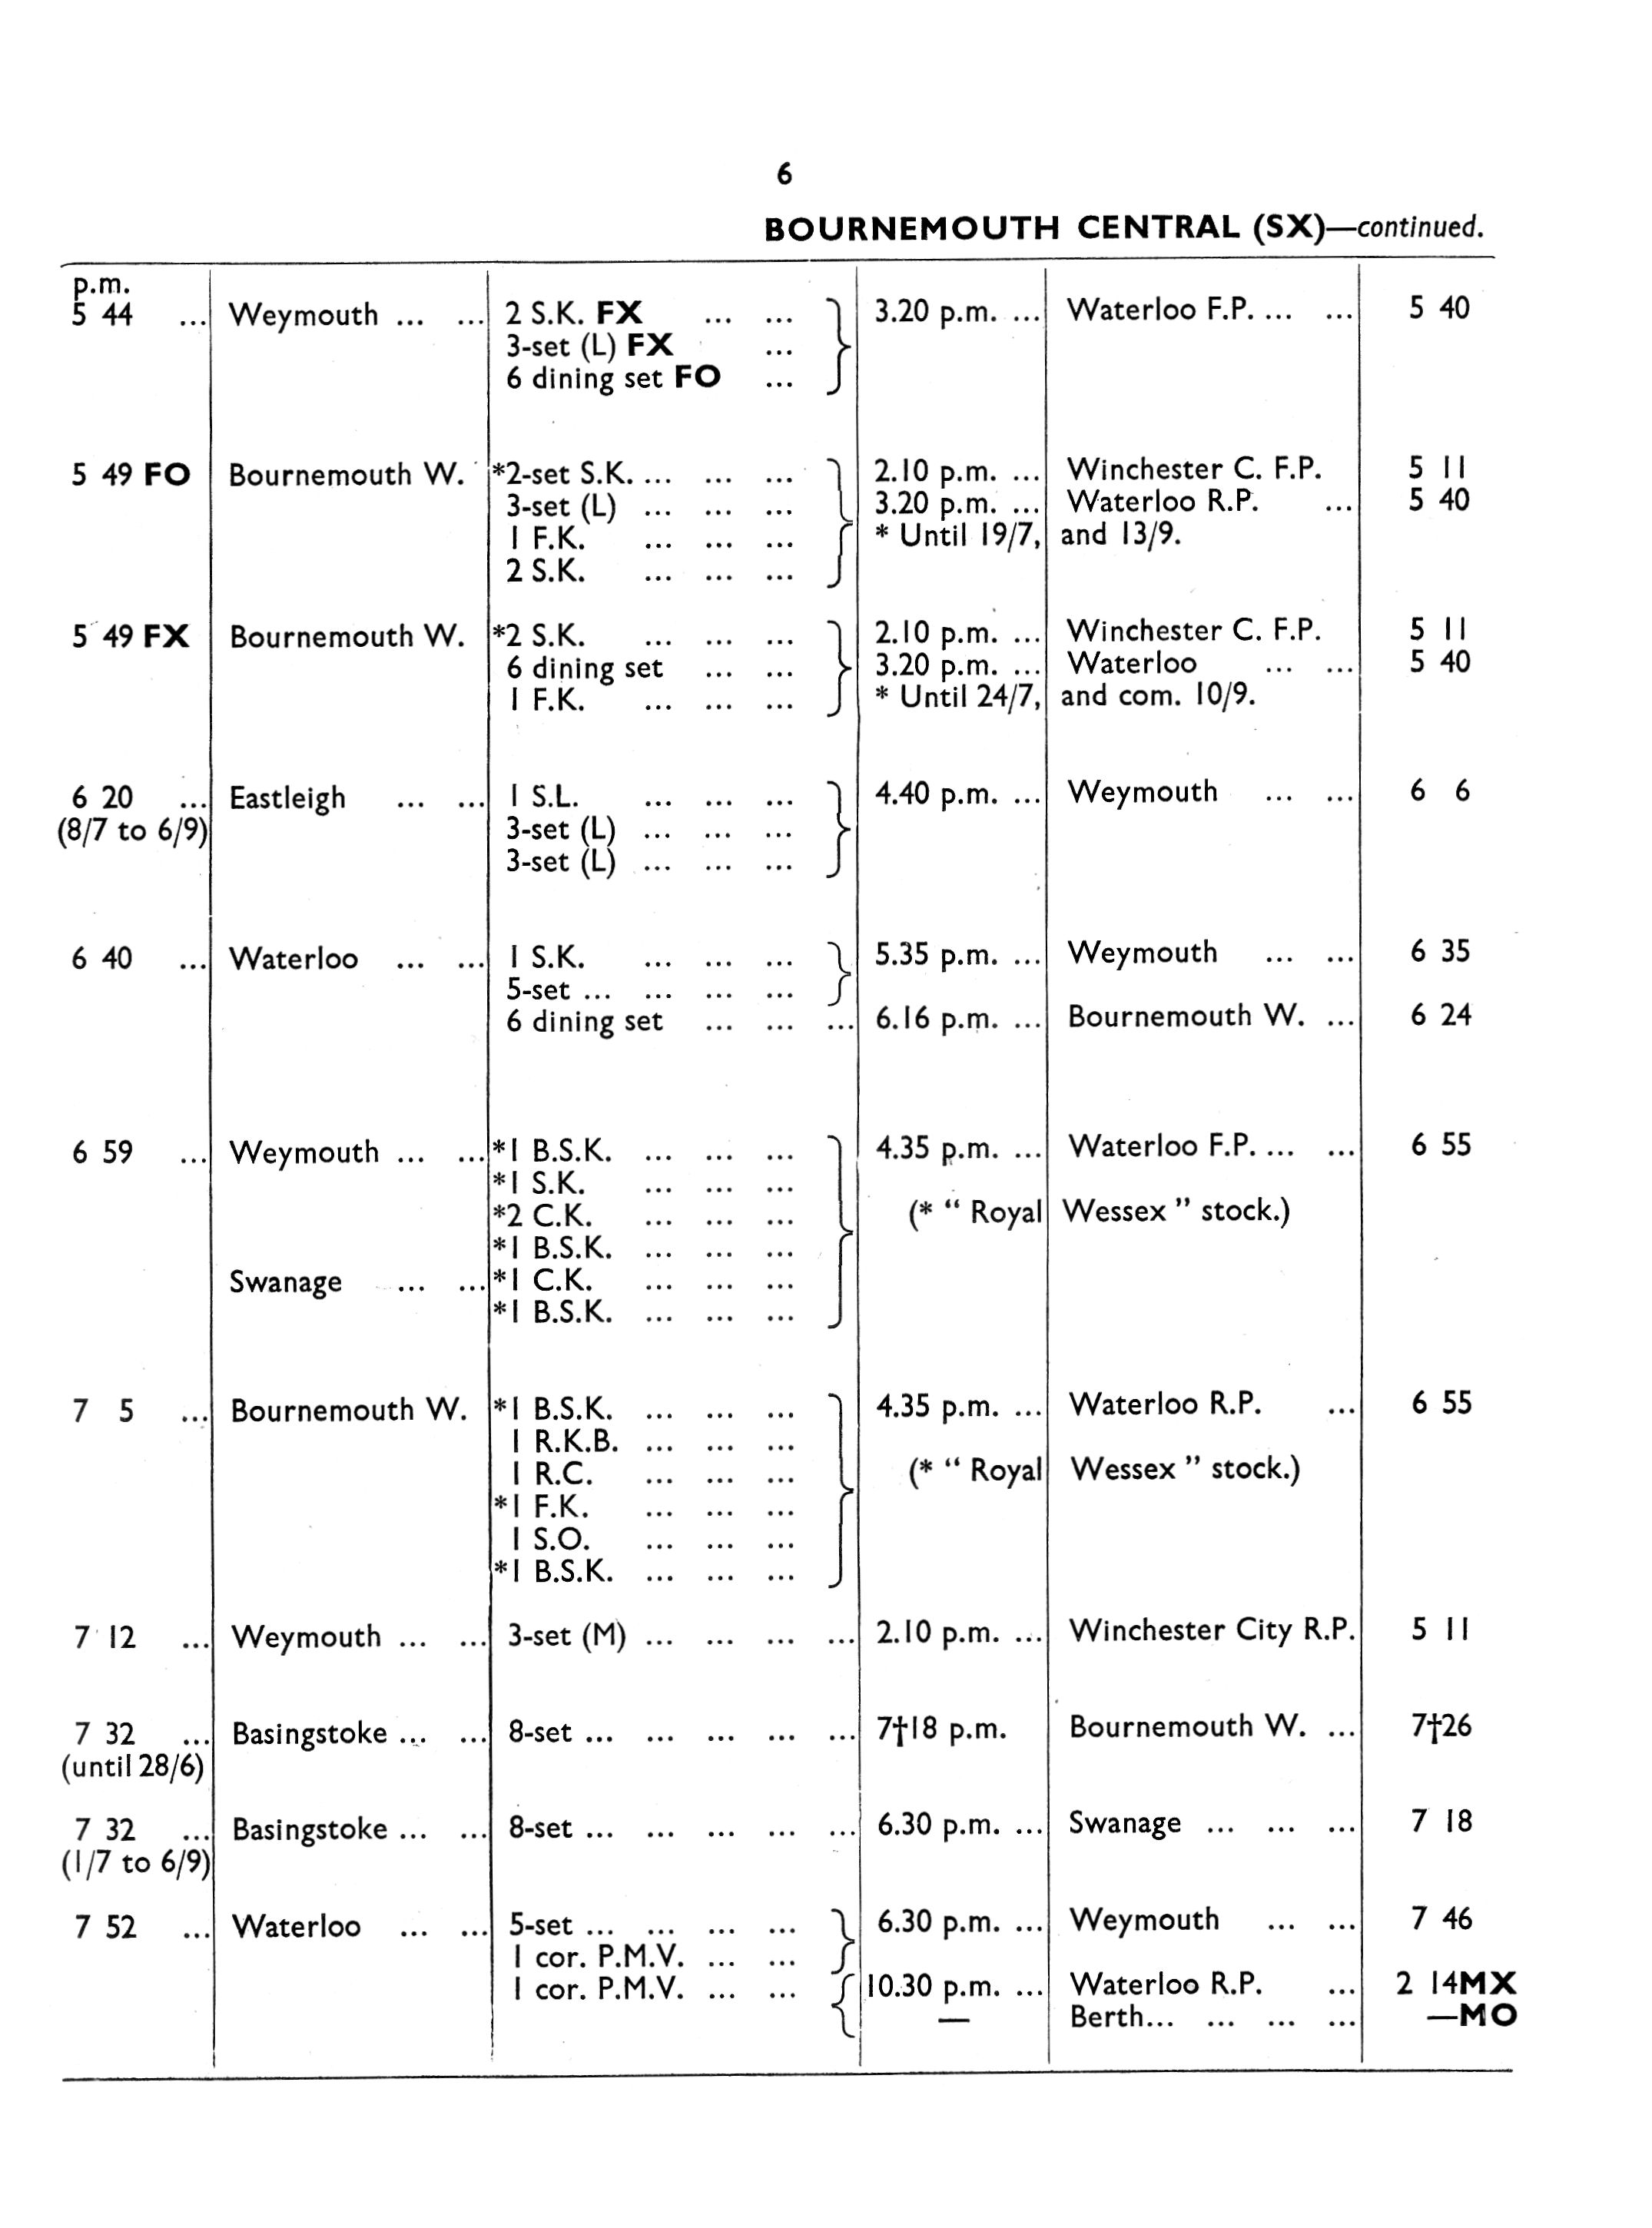 6
BOURNEMOUTH CENTRAL (SX)—continued.
p.m.
5 44 ... Weymouth ... ... 2 S.K. FX ... ... 3.20 p.m. ... Waterloo F.P. ... ... 5 40
3-set (L) FX ...
6 dining set FO ...
5 49 FO Bournemouth W. *2-set S.K. ... ... ... 2.10 p.m. ... Winchester C. F.P. 5 11
3-set (L) ... ... ... 3.20 p.m. ... Waterloo R.P. ... 5 40
1 F.K. ... ... ... * Until 19/7, and 13/9.
2 S.K. ... ... ...
5 49 FX Bournemouth W. *2 S.K. ... ... ... 2.10 p.m. ... Winchester C. F.P. 5 11
6 dining set ... ... 3.20 p.m. ... Waterloo ... ... 5 40
1 F.K. ... ... ... * Until 24/7, and com. 10/9.
6 20 ... Eastleigh ... ... 1 S.L. ... ... ... 4.40 p.m. ... Weymouth ... ... 6 6
(8/7 to 6/9) 3-set (L) ... ... ...
3-set (L) ... ... ...
6 40 ... Waterloo ... ... 1 S.K. ... ... ... 5.35 p.m. ... Weymouth ... ... 6 35
5-set ... ... ... ...
6 dining set ... ... ... 6.16 p.m. ... Bournemouth W. ... 6 24
6 59 ... Weymouth ... ... *1 B.S.K. ... ... ... 4.35 p.m. ... Waterloo F.P. ... ... 6 55
*1 S.K. ... ... ...
*2 C.K. ... ... ... (* “ Royal Wessex ” stock.)
*1 B.S.K. ... ... ...
Swanage ... ... *1 C.K. ... ... ...
*1 B.S.K. ... ... ...
7 5 ... Bournemouth W. *1 B.S.K. ... ... ... 4.35 p.m. ... Waterloo R.P. ... 6 55
1 R.K.B. ... ... ...
1 R.C. ... ... ... (* “ Royal Wessex ” stock.)
*1 F.K. ... ... ...
1 S.O. ... ... ...
*1 B.S.K. ... ... ...
7 12 ... Weymouth ... ... 3-set (M) ... ... ... ... 2.10 p.m. ... Winchester City R.P. 5 11
7 32 ... Basingstoke ... ... 8-set ... ... ... ... ... 7†18 p.m. Bournemouth W. ... 7†26
(until 28/6)
7 32 ... Basingstoke ... ... 8-set ... ... ... ... ... 6.30 p.m. ... Swanage ... ... ... 7 18
(1/7 to 6/9)
7 52 ... Waterloo ... ... 5-set ... ... ... ... 6.30 p.m. ... Weymouth ... ... 7 46
1 cor. P.M.V. ... ...
1 cor. P.M.V. ... ... 10.30 p.m. ... Waterloo R.P. ... 2 14MX
— Berth... ... ... ... —MO